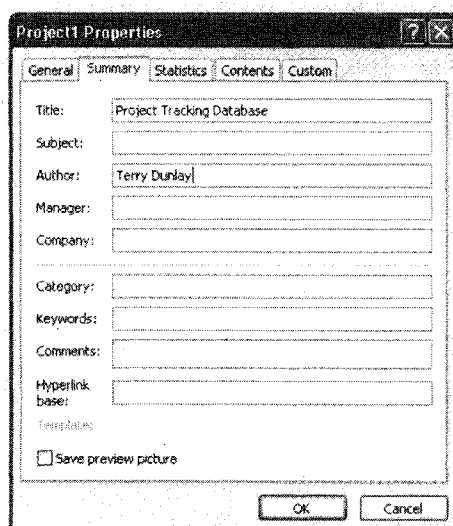 Project1 Properties
General Summary Statistics Contents Custom
Title: Project Tracking Database
Subject:
Author: Terry Dunlay
Manager:
Company:
Category:
Keywords:
Comments:
Hyperlink
base:
Template:
Save preview picture
OK Cancel